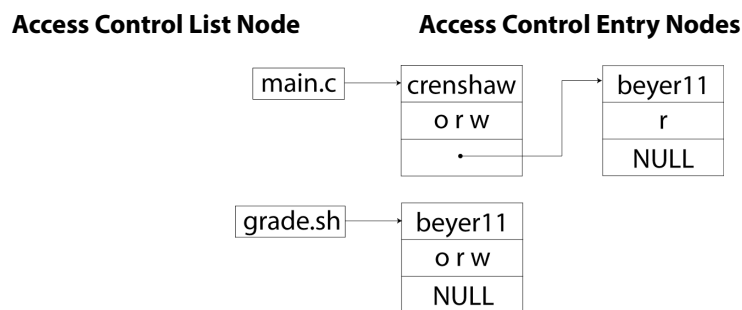 Access Control List Node
Access Control Entry Nodes
main.c
crenshaw
o r w
beyer11
r
NULL
grade.sh
beyer11
o r w
NULL